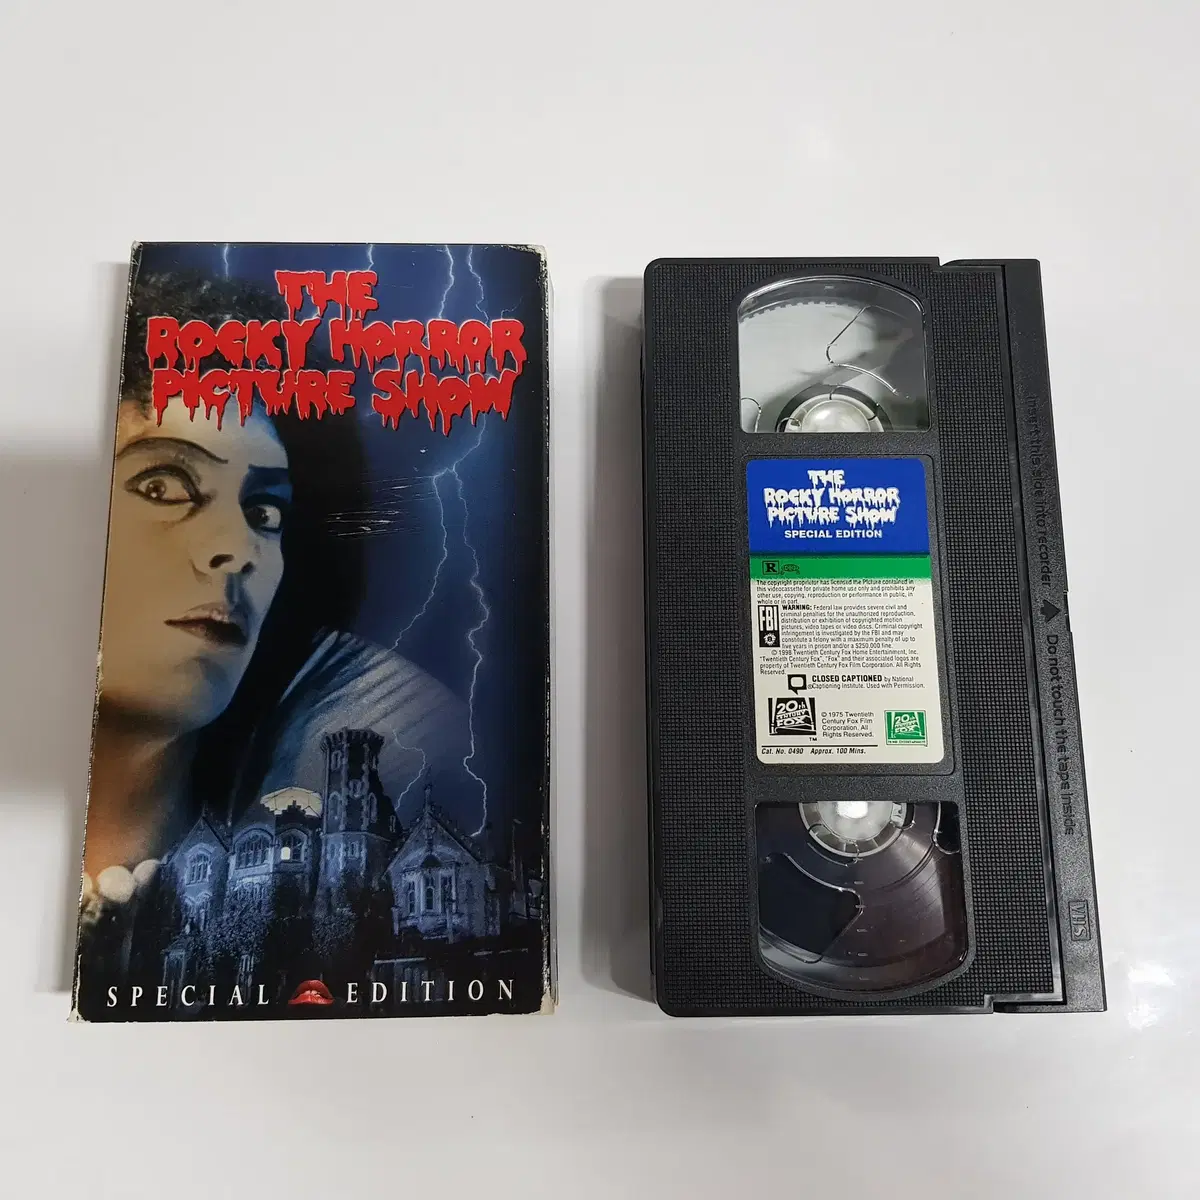 THE
ROCKY HORROR
PICTURE SHOW
SPECIAL EDITION
THE
ROCKY HORROR
PICTURE SHOW
SPECIAL EDITION
R
The copyright proprietor has licensed the Picture contained in
this videocassette for private home use only and prohibits any
other use, copying, reproduction or performance in public, in
whole or in part.
FBI
WARNING: Federal law provides severe civil and
criminal penalties for the unauthorized reproduction,
distribution or exhibition of copyrighted motion
pictures, video tapes or video discs. Criminal copyright
infringement is investigated by the FBI and may
constitute a felony with a maximum penalty of up to
five years in prison and/or a $250,000 fine.
© 1998 Twentieth Century Fox Home Entertainment, Inc.
"Twentieth Century Fox", "Fox" and their associated logos are
property of Twentieth Century Fox Film Corporation. All Rights
Reserved.
CLOSED CAPTIONED by National
Captioning Institute. Used with Permission.
20th
CENTURY
FOX
TM
© 1975 Twentieth
Century Fox Film
Corporation. All
Rights Reserved.
20th
CENTURY
FOX
Cat. No. 0490 Approx. 100 Mins.
Insert this side into recorder
Do not touch the tape inside
VHS